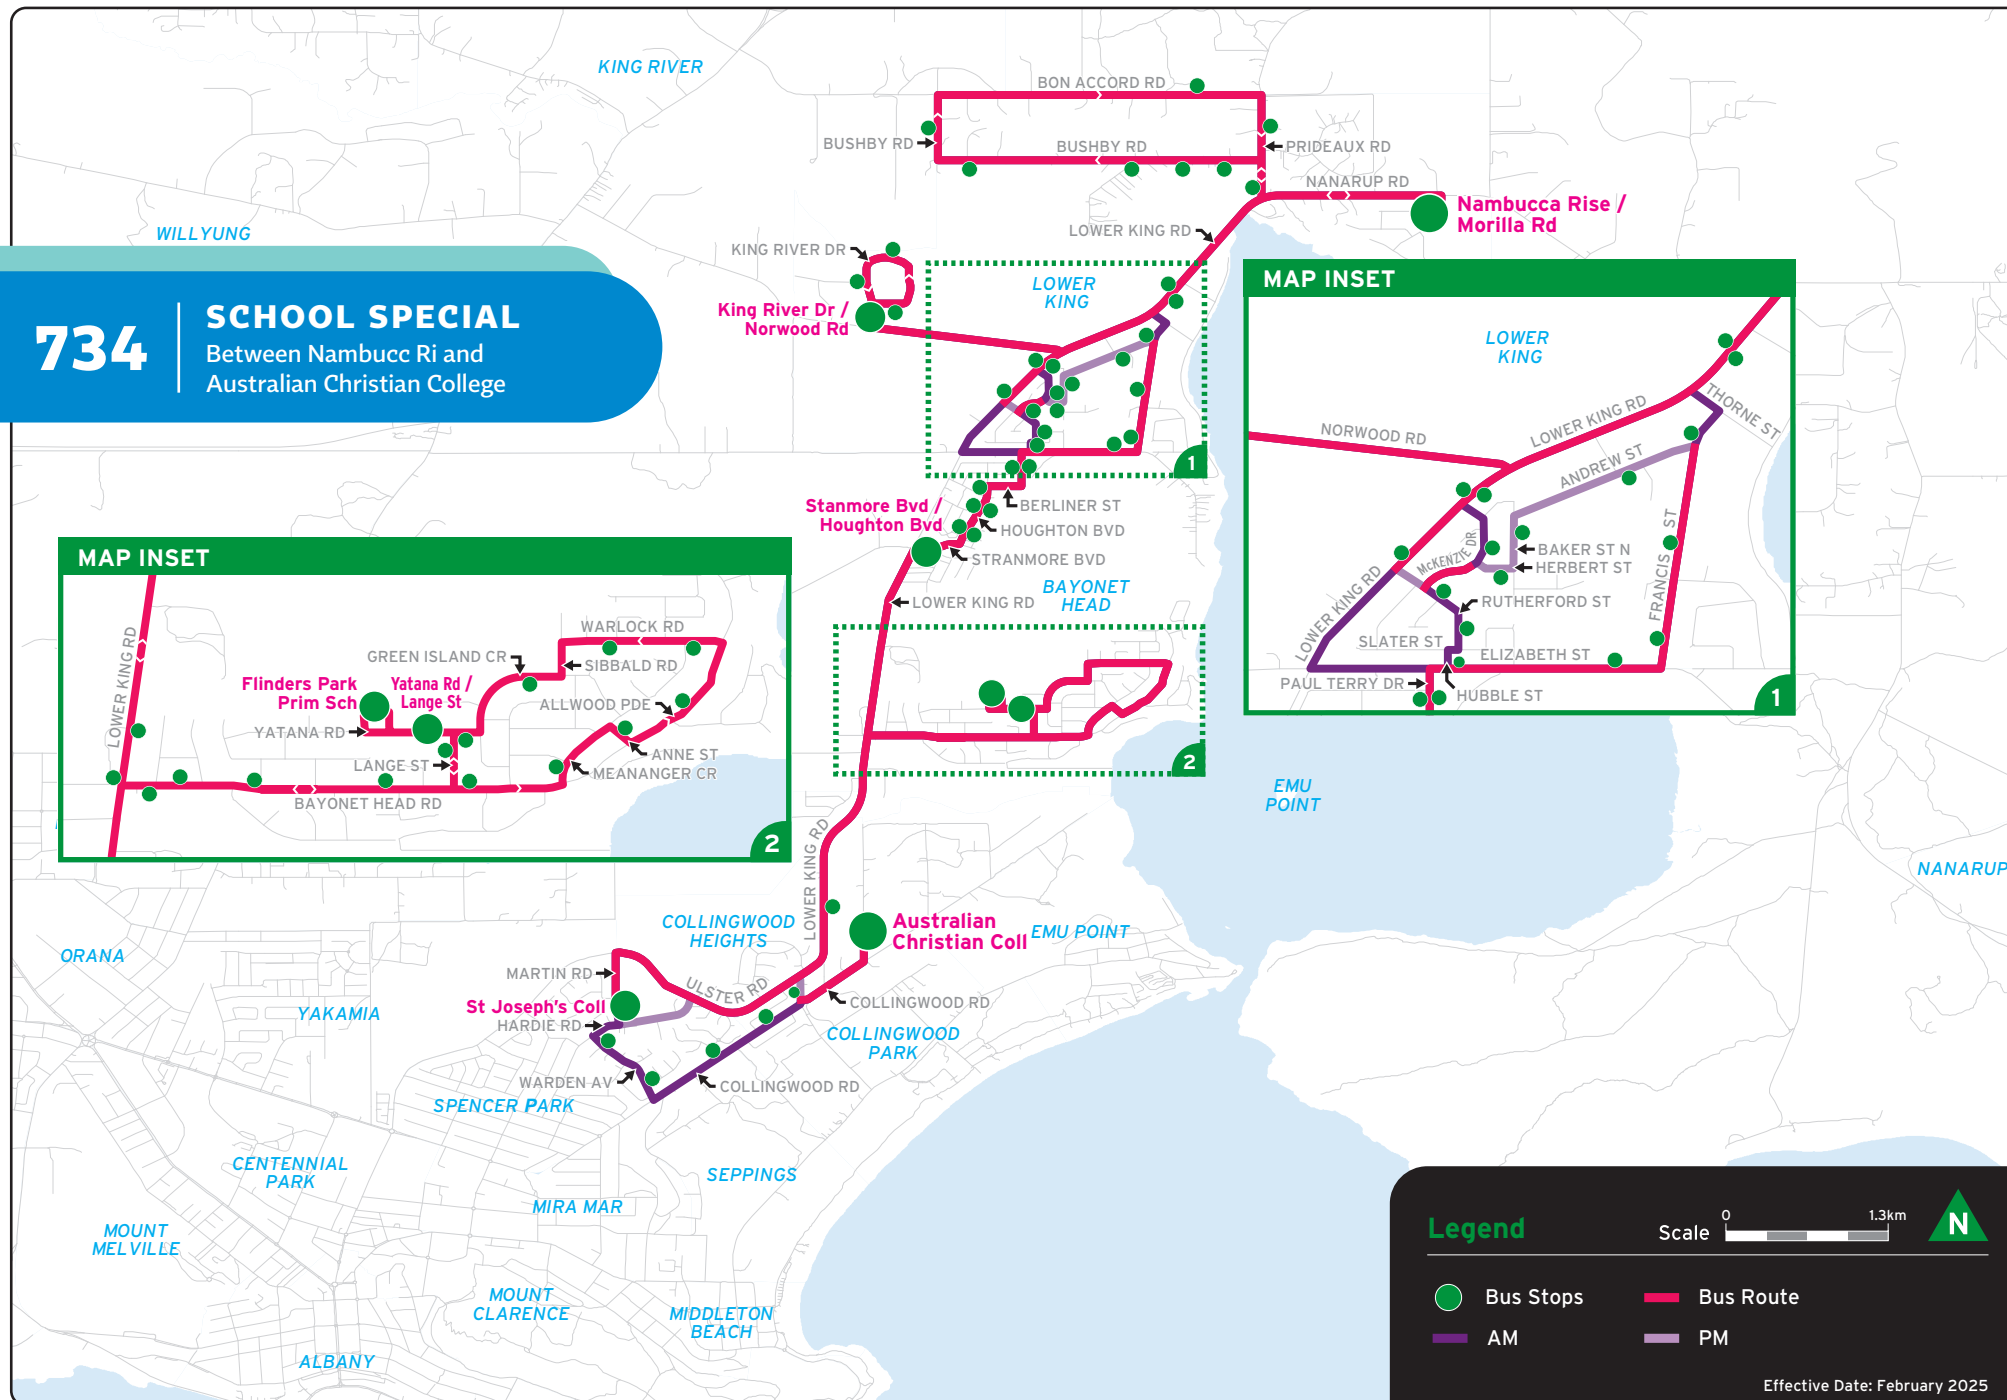 KING RIVER
BON ACCORD RD
BUSHBY RD
BUSHBY RD
PRIDEAUX RD
NANARUP RD
Nambucca Rise /
Morilla Rd
WILLYUNG
LOWER KING RD
KING RIVER DR
King River Dr /
Norwood Rd
LOWER
KING
1
734
SCHOOL SPECIAL
Between Nambucc Ri and
Australian Christian College
MAP INSET
LOWER
KING
THORNE ST
LOWER KING RD
NORWOOD RD
ANDREW ST
McKENZIE DR
BAKER ST N
HERBERT ST
FRANCIS ST
LOWER KING RD
RUTHERFORD ST
SLATER ST
ELIZABETH ST
PAUL TERRY DR
HUBBLE ST
1
Stanmore Bvd /
Houghton Bvd
BERLINER ST
HOUGHTON BVD
STRANMORE BVD
BAYONET
HEAD
LOWER KING RD
2
MAP INSET
LOWER KING RD
WARLOCK RD
GREEN ISLAND CR
SIBBALD RD
Flinders Park
Prim Sch
Yatana Rd /
Lange St
ALLWOOD PDE
YATANA RD
ANNE ST
LANGE ST
MEANANGER CR
BAYONET HEAD RD
2
EMU
POINT
NANARUP
LOWER KING RD
COLLINGWOOD
HEIGHTS
Australian
Christian Coll
EMU POINT
ORANA
MARTIN RD
ULSTER RD
St Joseph's Coll
HARDIE RD
COLLINGWOOD RD
YAKAMIA
COLLINGWOOD
PARK
WARDEN AV
COLLINGWOOD RD
SPENCER PARK
CENTENNIAL
PARK
SEPPINGS
MIRA MAR
MOUNT
MELVILLE
MOUNT
CLARENCE
MIDDLETON
BEACH
ALBANY
Legend
Scale
0
1.3km
N
Bus Stops
Bus Route
AM
PM
Effective Date: February 2025